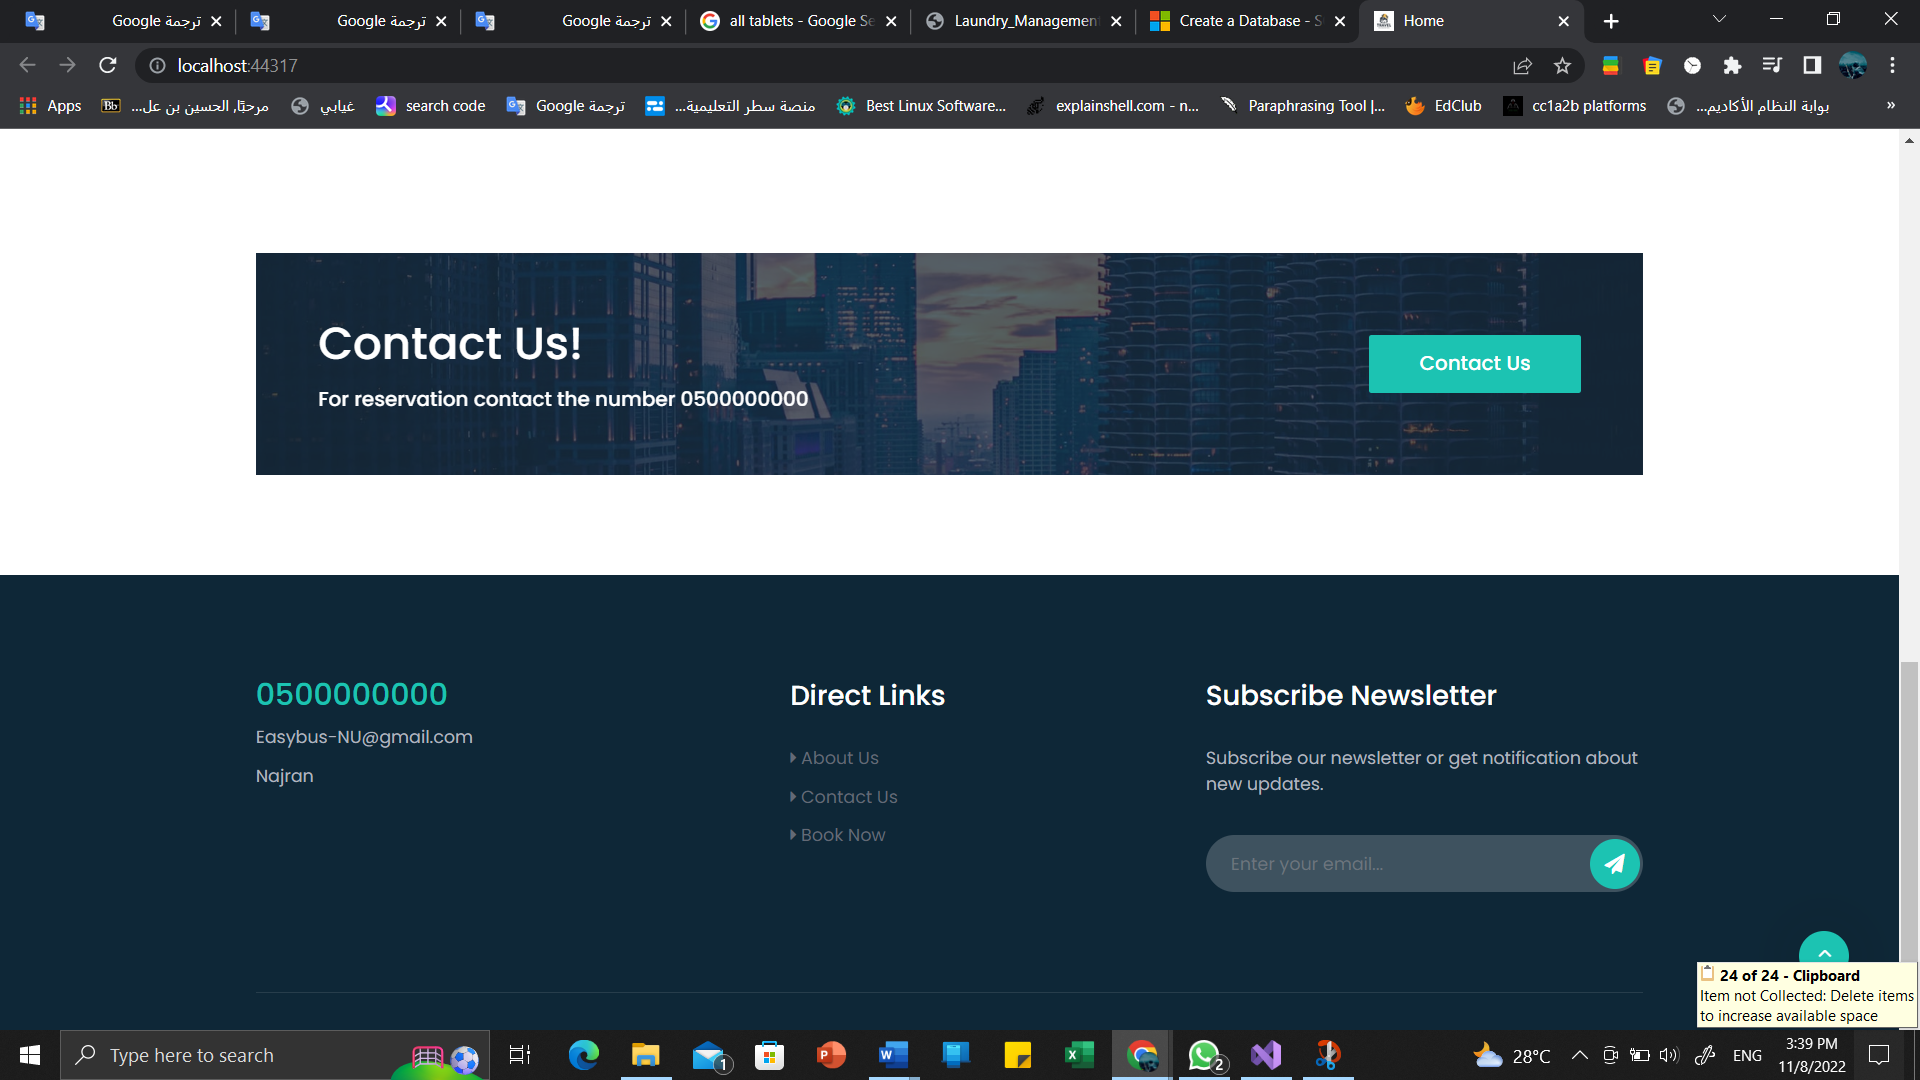 ترجمة Google
ترجمة Google
ترجمة Google
all tablets - Google Se
Laundry_Management
Create a Database - S
Home
localhost:44317
Apps
Bb
مرحبًا, الحسين بن عل...
غيابي
search code
ترجمة Google
منصة سطر التعليمية...
Best Linux Software...
explainshell.com - n...
Paraphrasing Tool |...
EdClub
cc1a2b platforms
بوابة النظام الأكاديم...
»
Contact Us!
For reservation contact the number 0500000000
Contact Us
0500000000
Easybus-NU@gmail.com
Najran
Direct Links
About Us
Contact Us
Book Now
Subscribe Newsletter
Subscribe our newsletter or get notification about
new updates.
Enter your email...
24 of 24 - Clipboard
Item not Collected: Delete items
to increase available space
Type here to search
1
2
28°C
ENG
3:39 PM
11/8/2022